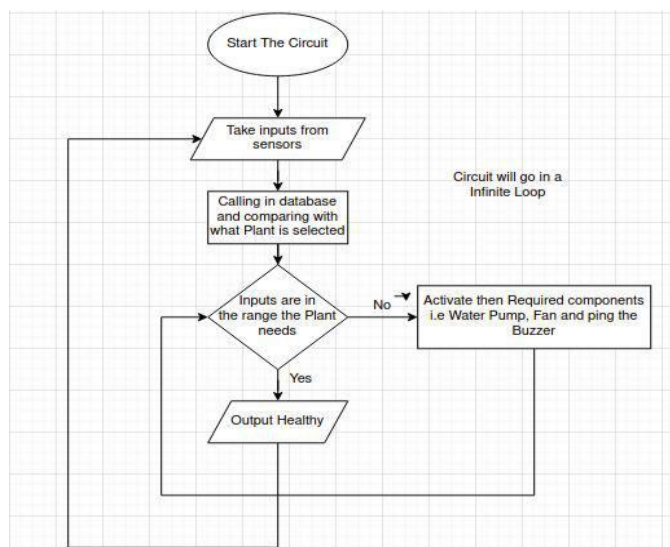 Start The Circuit
Take inputs from
sensors
Circuit will go in a
Infinite Loop
Calling in database
and comparing with
what Plant is selected
Inputs are in
the range the Plant
needs
No
Activate then Required components
i.e Water Pump, Fan and ping the
Buzzer
Yes
Output Healthy